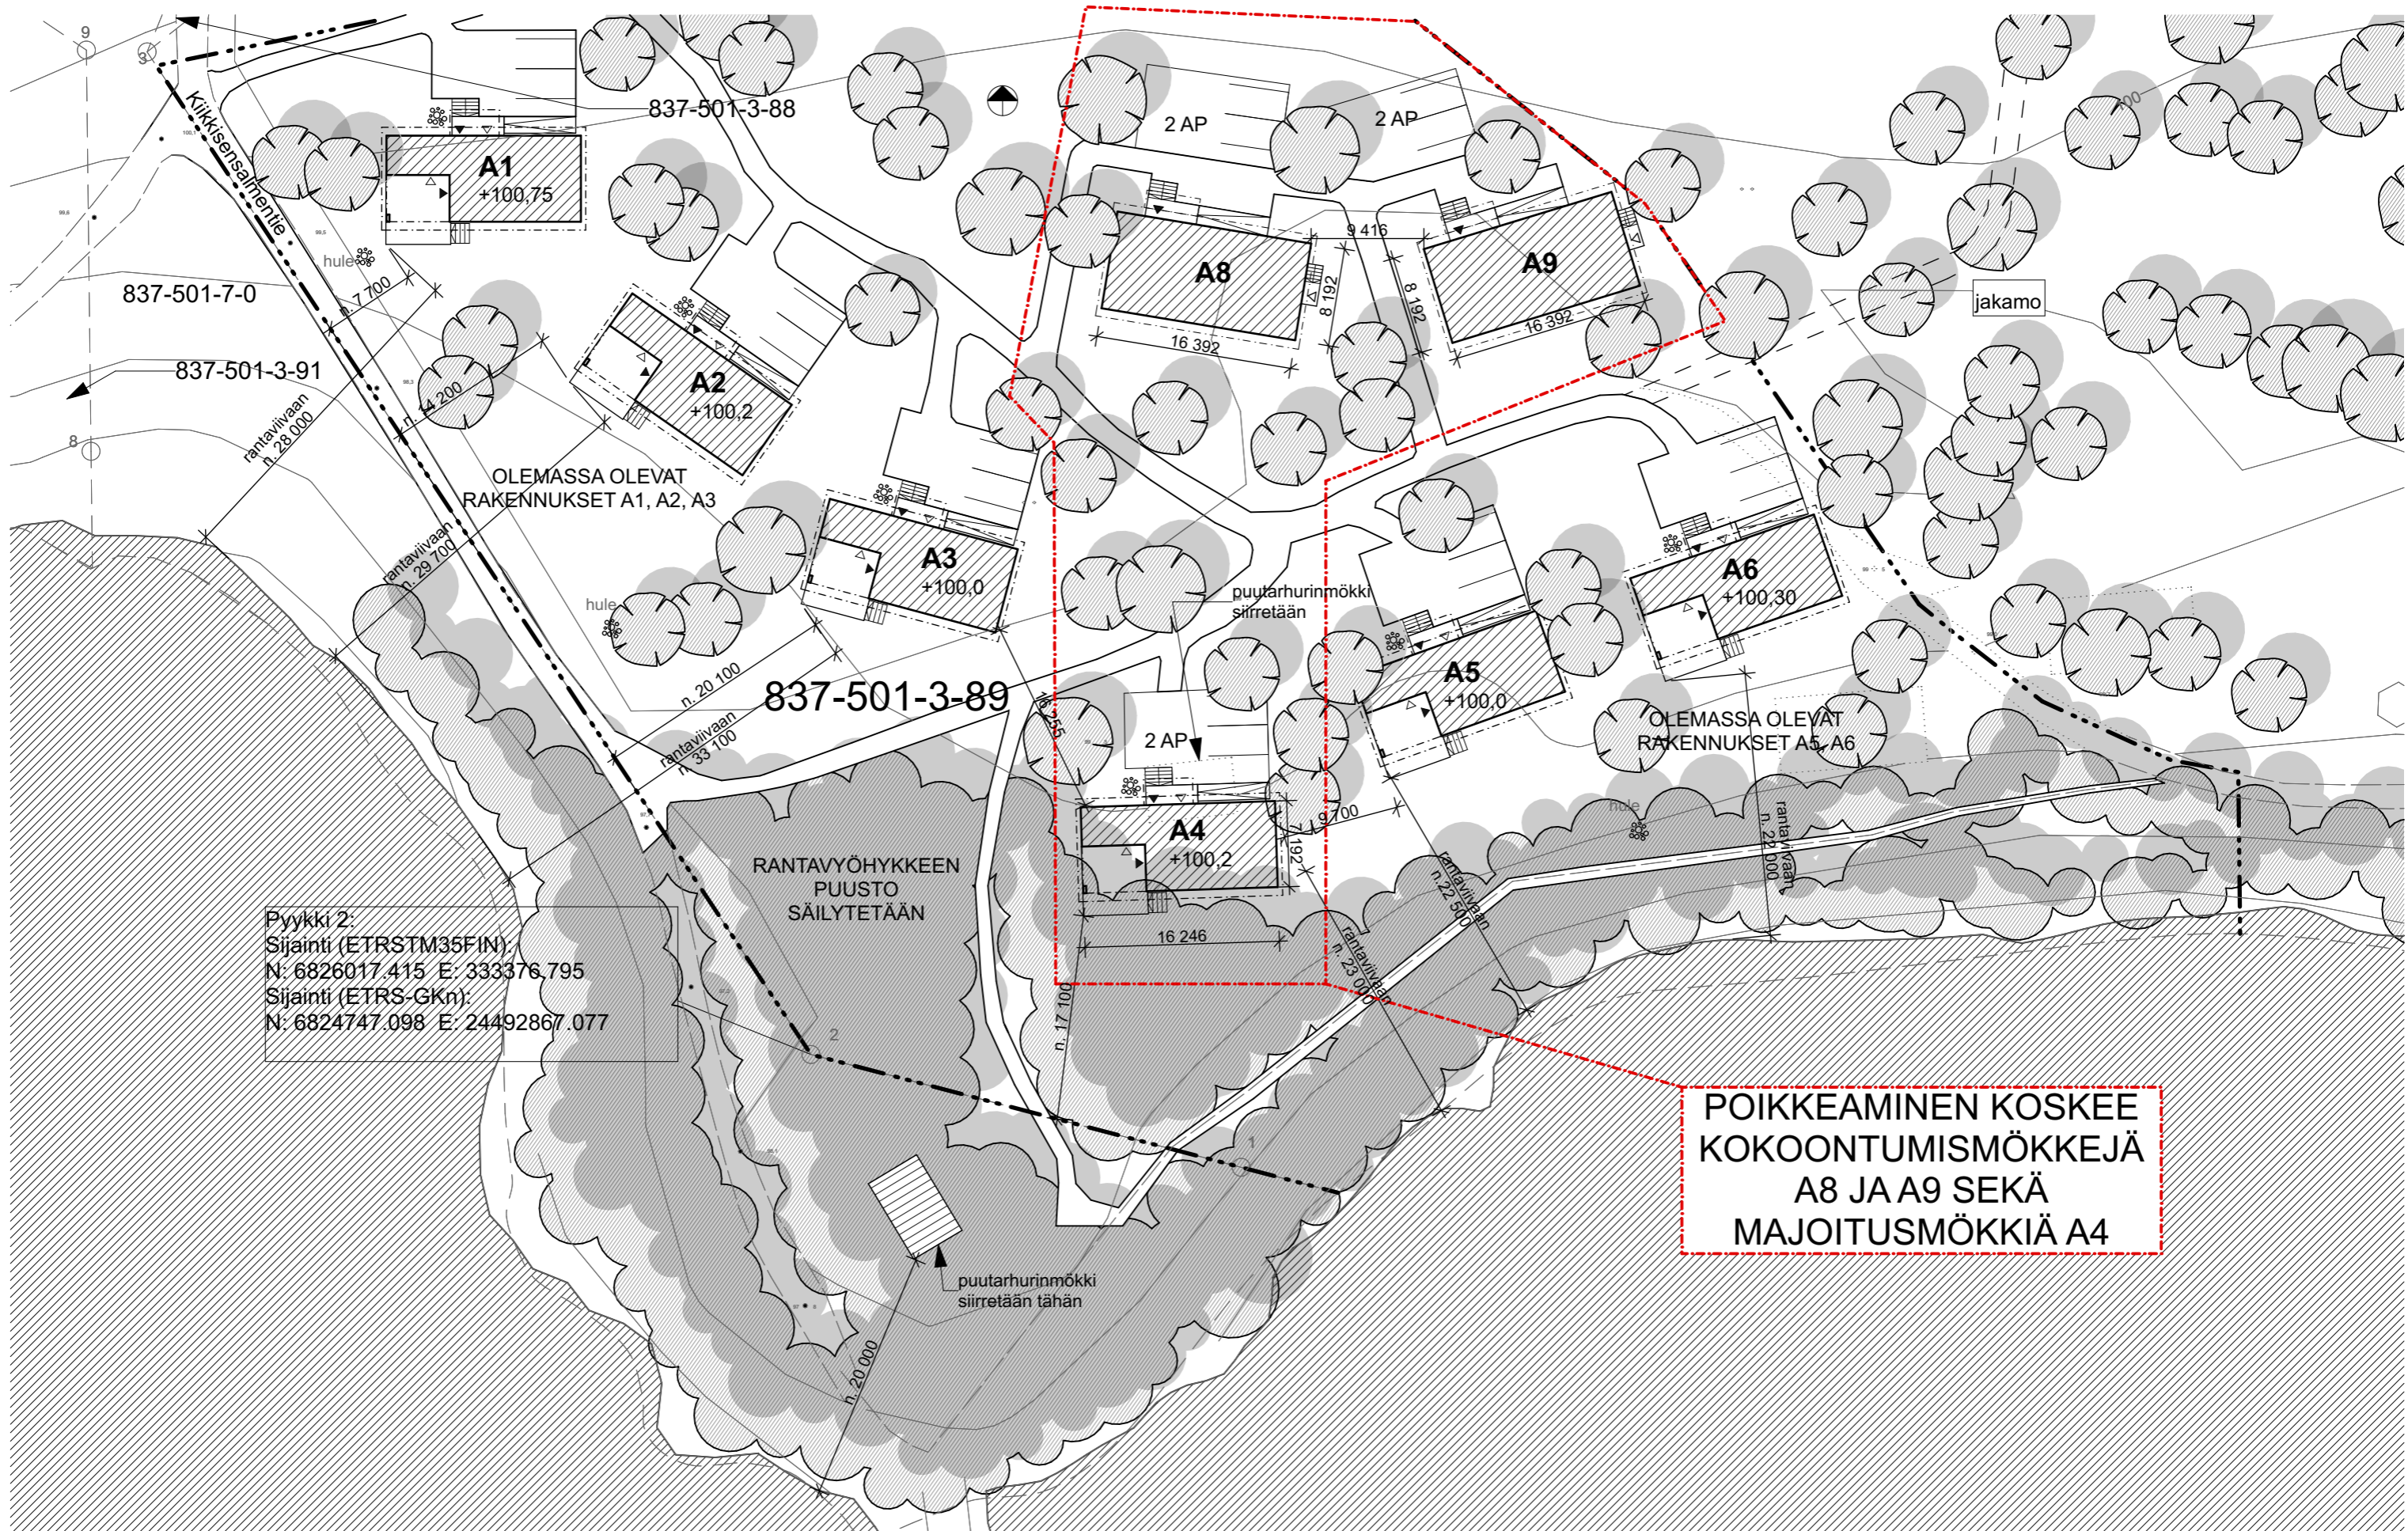 9
3
837-501-3-88
2 AP
2 AP
Kiikkisensalmentie
A1
+100,75
100
9 416
A8
A9
hule
n. 7 700
837-501-7-0
8 192
8 192
jakamo
16 392
16 392
837-501-3-91
A2
+100,2
n. 14 200
rantaviivaan
n. 28 000
8
OLEMASSA OLEVAT
RAKENNUKSET A1, A2, A3
rantaviivaan
n. 29 700
A3
+100,0
A6
+100,30
puutarhurinmökki
siirretään
hule
n. 20 100
837-501-3-89
16 255
A5
+100,0
OLEMASSA OLEVAT
RAKENNUKSET A5, A6
rantaviivaan
n. 33 100
2 AP
hule
9 700
7 192
rantaviivaan
n. 22 000
A4
+100,2
RANTAVYÖHYKKEEN
PUUSTO
SÄILYTETÄÄN
rantaviivaan
n.22 500
16 246
rantaviivaan
n. 23 000
n. 17 100
Pyykki 2:
Sijainti (ETRSTM35FIN):
N: 6826017.415 E: 333376.795
Sijainti (ETRS-GKn):
N: 6824747.098 E: 24492867.077
2
1
POIKKEAMINEN KOSKEE
KOKOONTUMISMÖKKEJÄ
A8 JA A9 SEKÄ
MAJOITUSMÖKKIÄ A4
puutarhurinmökki
siirretään tähän
n. 20 000